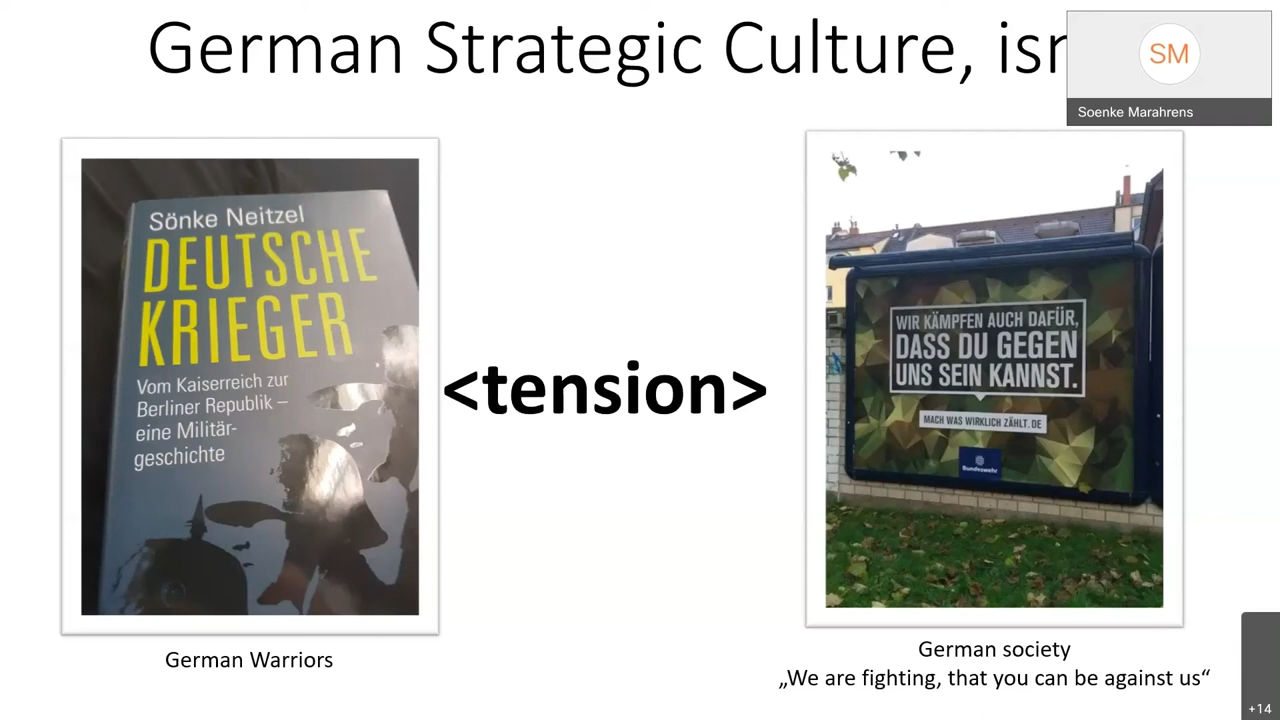 German Strategic Culture, isn
SM
Soenke Marahrens
Sönke Neitzel
DEUTSCHE
KRIEGER
Vom Kaiserreich zur
Berliner Republik –
eine Militär-
geschichte
<tension>
WIR KÄMPFEN AUCH DAFÜR,
DASS DU GEGEN
UNS SEIN KANNST.
MACH WAS WIRKLICH ZÄHLT.DE
Bundeswehr
German Warriors
German society
„We are fighting, that you can be against us“
+14